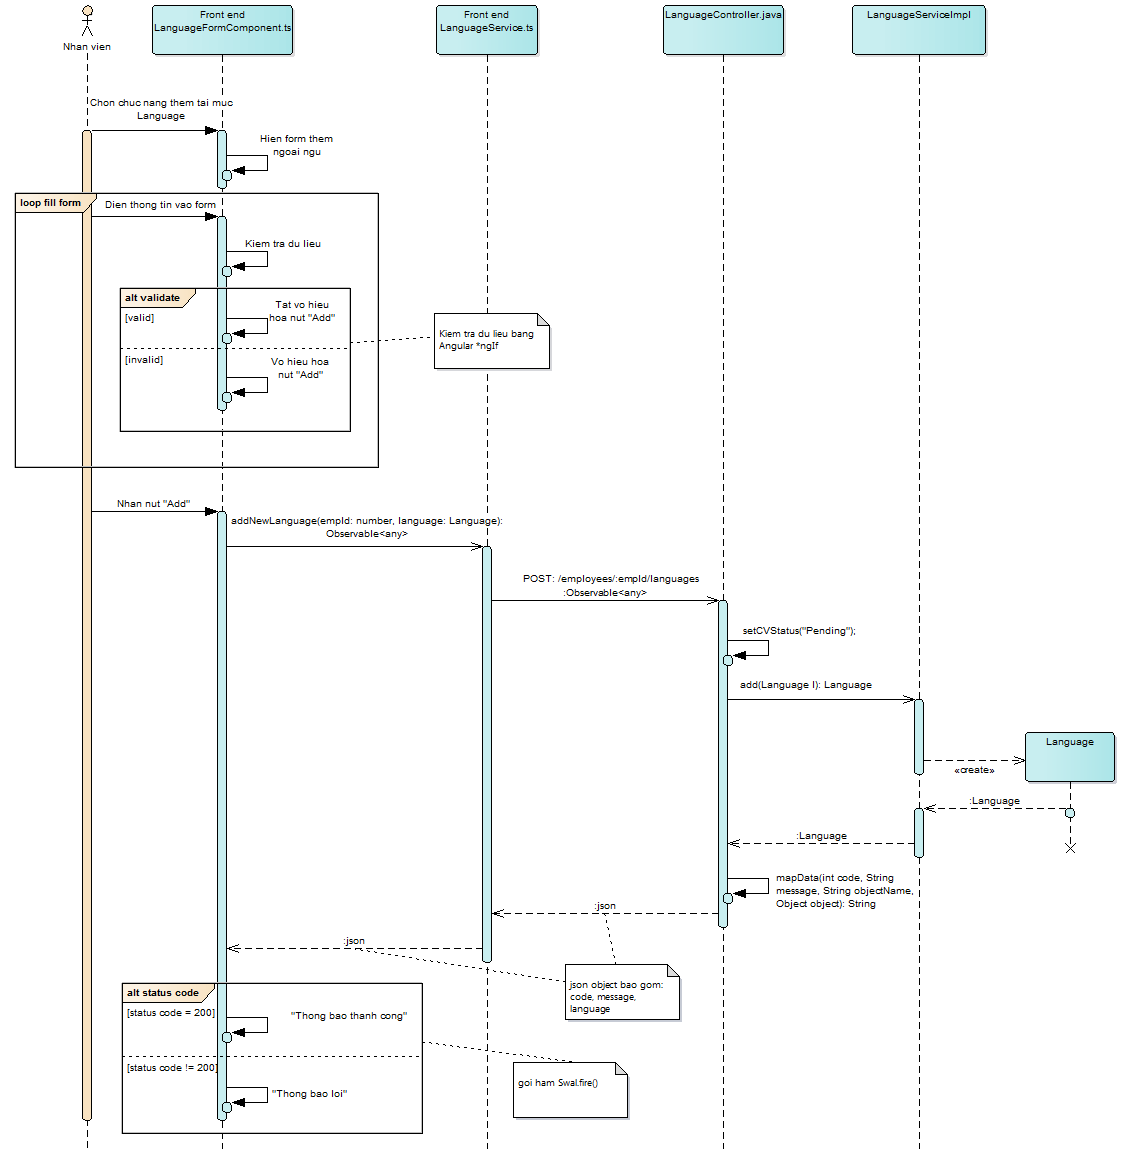 Nhan vien
Front end
LanguageFormComponent.ts
Front end
LanguageService.ts
LanguageController.java
LanguageServiceImpl
Chon chuc nang them tai muc
Language
Hien form them
ngoai ngu
loop fill form
Dien thong tin vao form
Kiem tra du lieu
alt validate
[valid]
Tat vo hieu
hoa nut "Add"
Kiem tra du lieu bang
Angular *ngIf
[invalid]
Vo hieu hoa
nut "Add"
Nhan nut "Add"
addNewLanguage(empId: number, language: Language):
Observable<any>
POST: /employees/:empId/languages
:Observable<any>
setCVStatus("Pending");
add(Language l): Language
Language
«create»
:Language
:Language
mapData(int code, String
message, String objectName,
Object object): String
:json
:json
json object bao gom:
code, message,
language
alt status code
[status code = 200]
"Thong bao thanh cong"
[status code != 200]
"Thong bao loi"
goi ham Swal.fire()